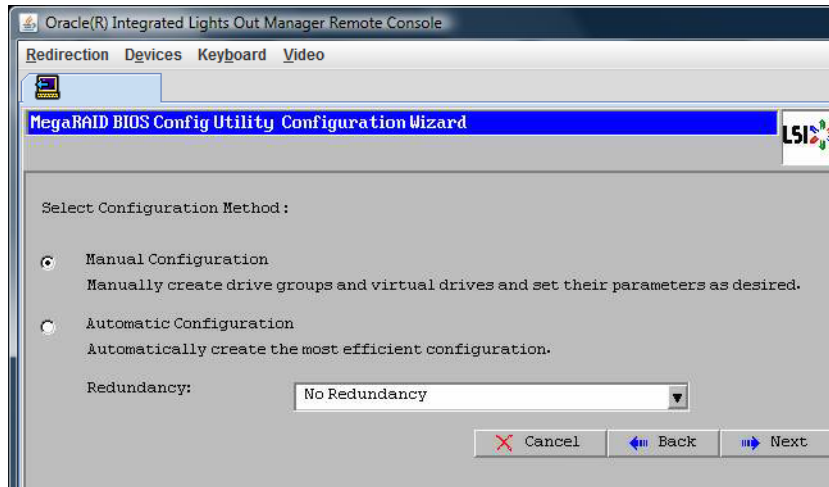 Oracle(R) Integrated Lights Out Manager Remote Console
Redirection Devices Keyboard Video
MegaRAID BIOS Config Utility Configuration Wizard
LSI
Select Configuration Method:
Manual Configuration
Manually create drive groups and virtual drives and set their parameters as desired.
Automatic Configuration
Automatically create the most efficient configuration.
Redundancy: No Redundancy
Cancel Back Next